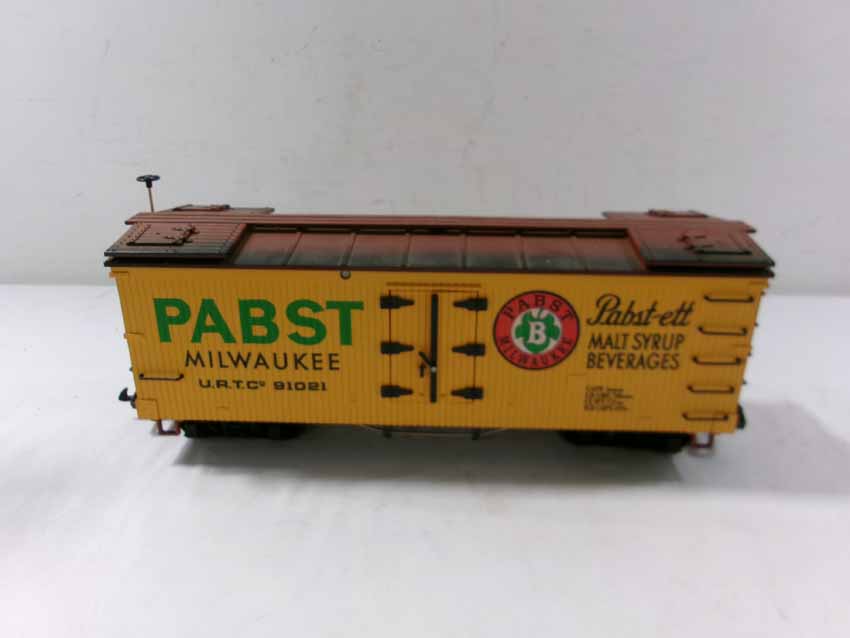 PABST
MILWAUKEE
U.R.T.Co 91021
PABST
B
MILWAUKEE
Pabst-ett
MALT SYRUP
BEVERAGES